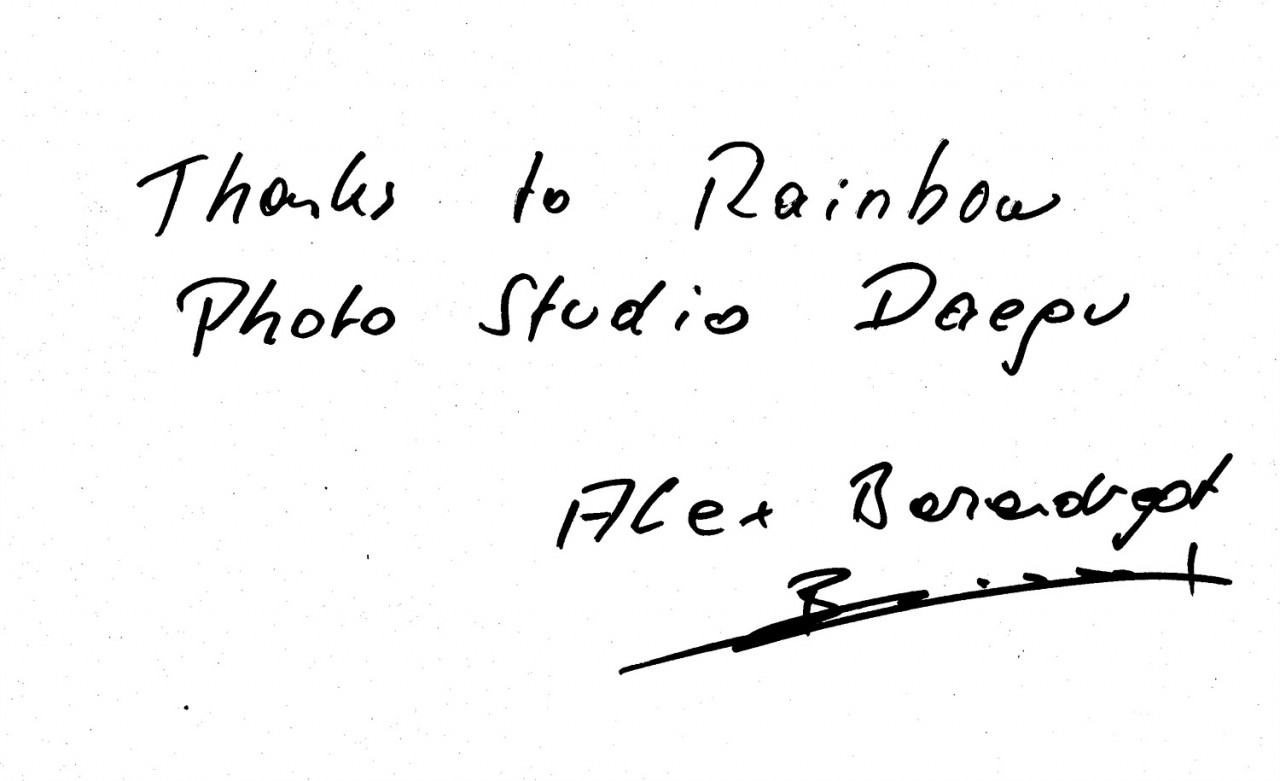 Thanks to Rainbow
Photo Studio Daegu
Alex